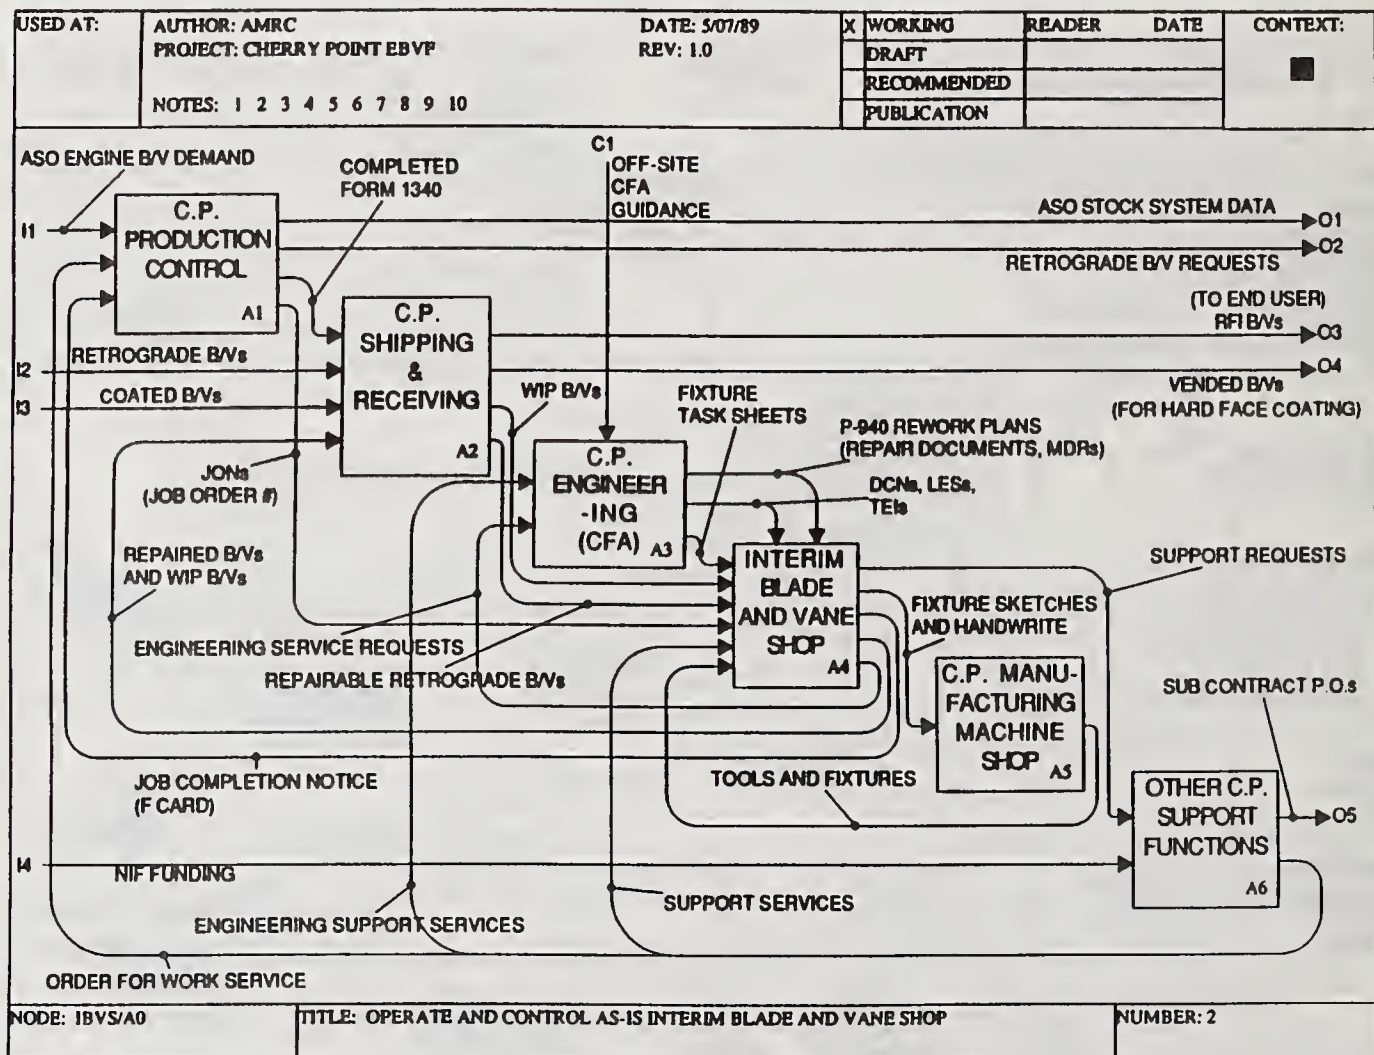 USED AT:
AUTHOR: AMRC
DATE: 5/07/89
PROJECT: CHERRY POINT EBVF
REV: 1.0
NOTES: 1 2 3 4 5 6 7 8 9 10
X WORKING
DRAFT
RECOMMENDED
PUBLICATION
READER DATE
CONTEXT:
ASO ENGINE B/V DEMAND
COMPLETED
FORM 1340
C1
OFF-SITE
CFA
GUIDANCE
I1
C.P.
PRODUCTION
CONTROL
A1
ASO STOCK SYSTEM DATA
O1
O2
RETROGRADE B/V REQUESTS
(TO END USER)
RFI B/Vs
O3
C.P.
SHIPPING
&
RECEIVING
A2
I2
RETROGRADE B/Vs
I3
COATED B/Vs
O4
VENDED B/Vs
(FOR HARD FACE COATING)
WIP B/Vs
FIXTURE
TASK SHEETS
P-940 REWORK PLANS
(REPAIR DOCUMENTS, MDRs)
DCNs, LESs,
TEIs
JONs
(JOB ORDER #)
C.P.
ENGINEER
-ING
(CFA)
A3
REPAIRED B/Vs
AND WIP B/Vs
INTERIM
BLADE
AND VANE
SHOP
A4
SUPPORT REQUESTS
FIXTURE SKETCHES
AND HANDWRITE
ENGINEERING SERVICE REQUESTS
REPAIRABLE RETROGRADE B/Vs
C.P. MANU-
FACTURING
MACHINE
SHOP
A5
SUB CONTRACT P.O.s
JOB COMPLETION NOTICE
(F CARD)
TOOLS AND FIXTURES
OTHER C.P.
SUPPORT
FUNCTIONS
A6
O5
I4
NIF FUNDING
ENGINEERING SUPPORT SERVICES
SUPPORT SERVICES
ORDER FOR WORK SERVICE
NODE: IBVS/A0
TITLE: OPERATE AND CONTROL AS-IS INTERIM BLADE AND VANE SHOP
NUMBER: 2